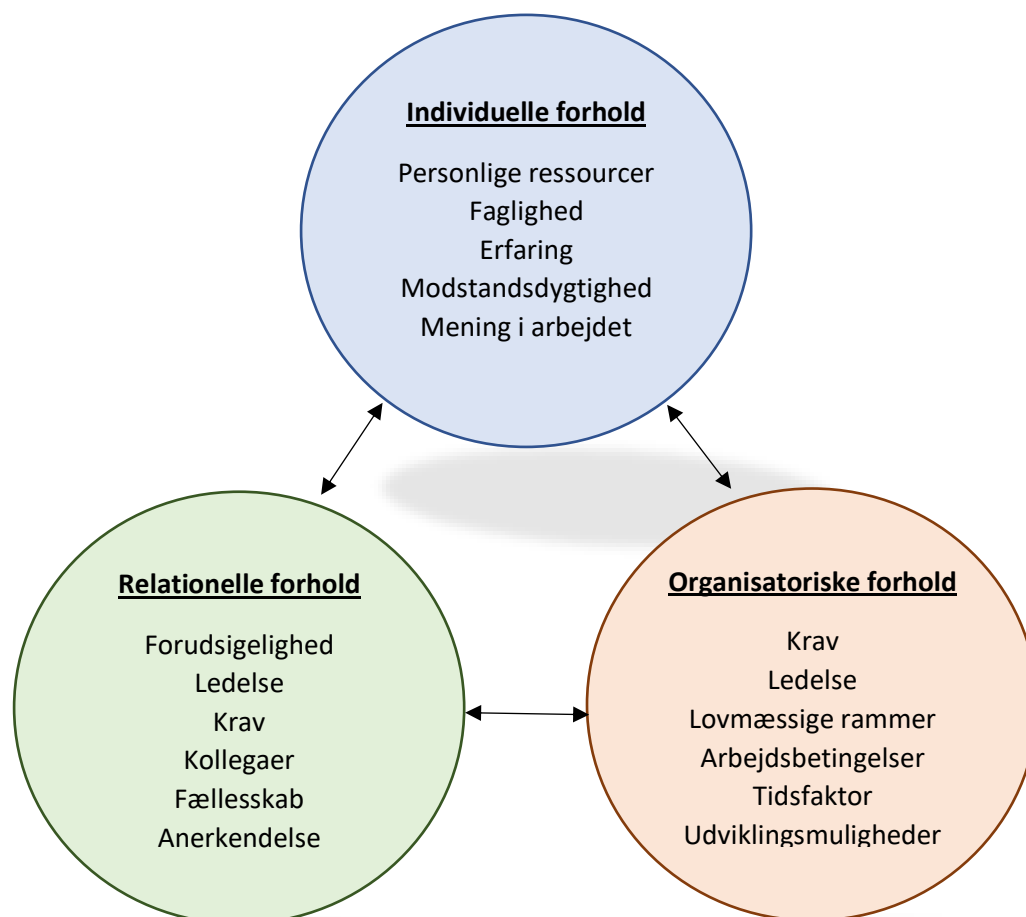 Individuelle forhold
Personlige ressourcer
Faglighed
Erfaring
Modstandsdygtighed
Mening i arbejdet
Relationelle forhold
Forudsigelighed
Ledelse
Krav
Kollegaer
Fællesskab
Anerkendelse
Organisatoriske forhold
Krav
Ledelse
Lovmæssige rammer
Arbejdsbetingelser
Tidsfaktor
Udviklingsmuligheder